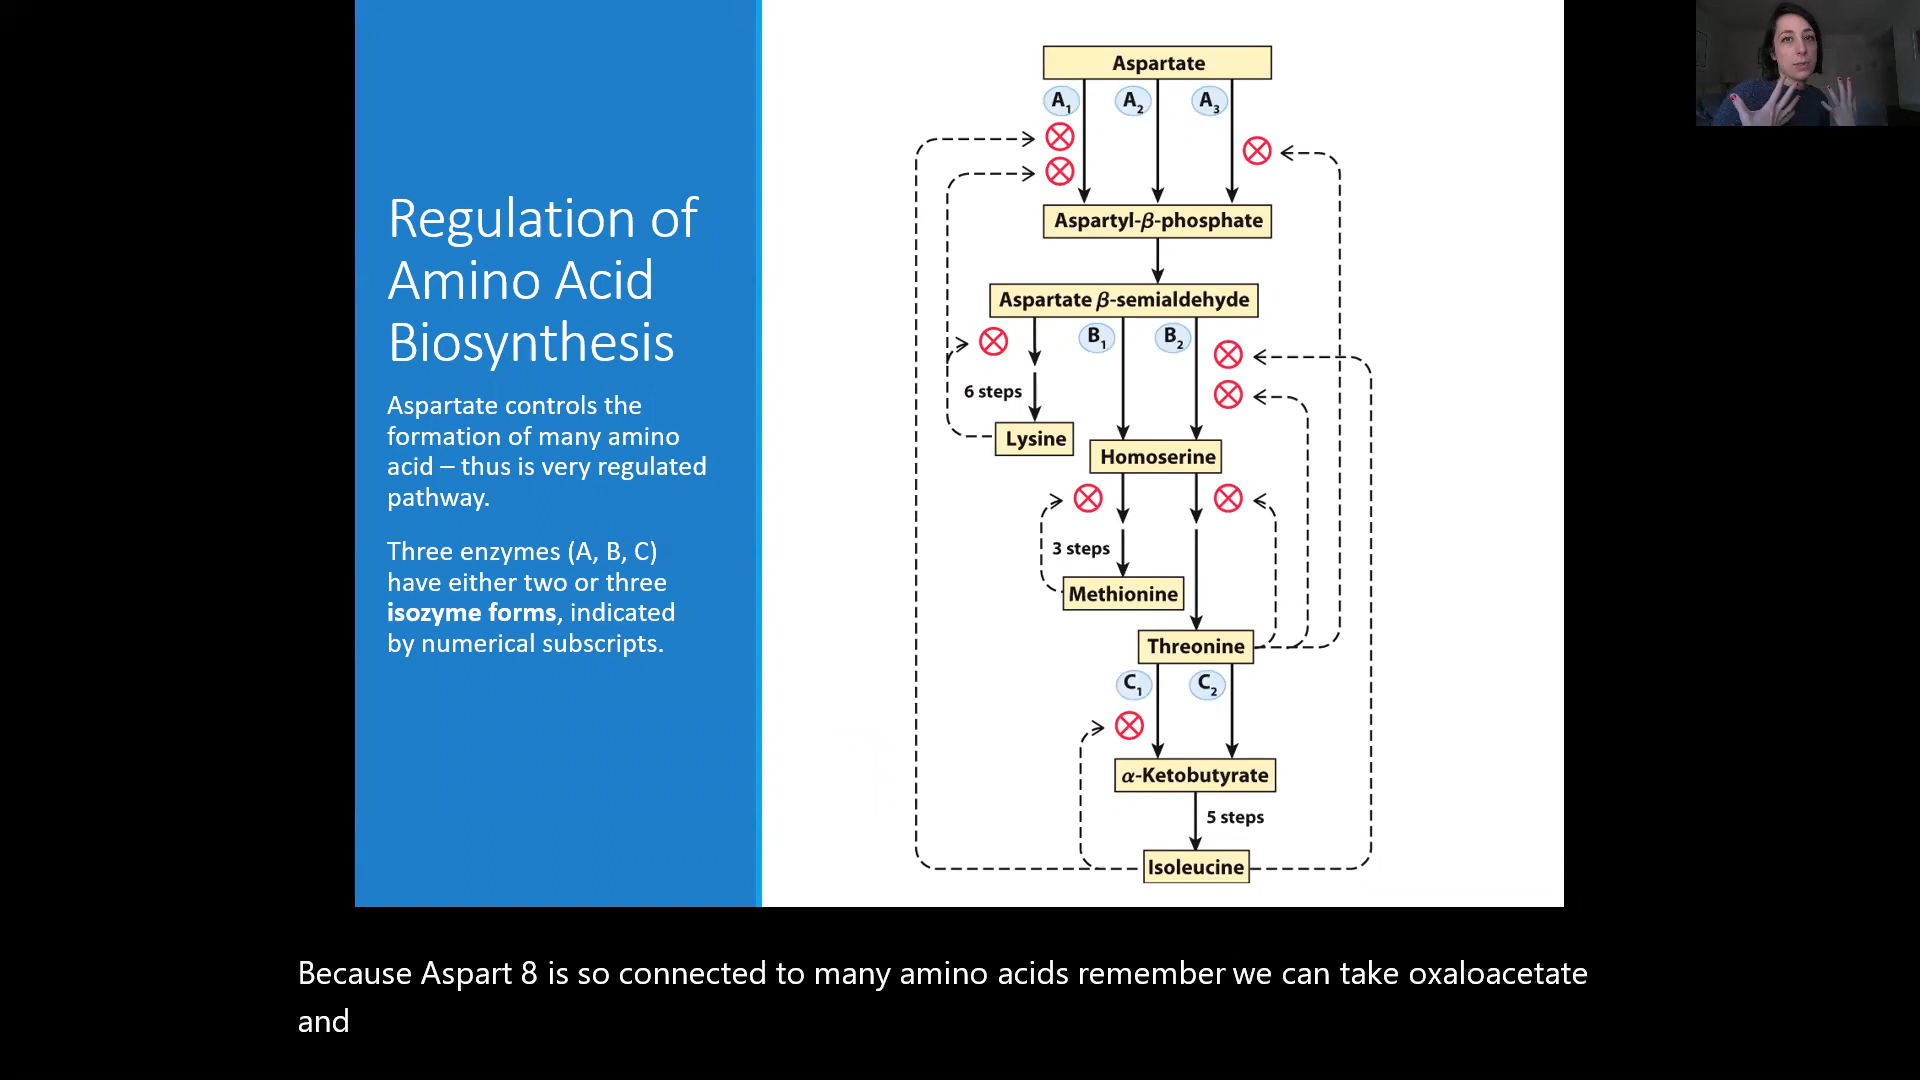 Regulation of
Amino Acid
Biosynthesis
Aspartate controls the
formation of many amino
acid – thus is very regulated
pathway.
Three enzymes (A, B, C)
have either two or three
isozyme forms, indicated
by numerical subscripts.
Aspartate
A₁ A₂ A₃
Aspartyl-β-phosphate
Aspartate β-semialdehyde
B₁ B₂
6 steps
Lysine
Homoserine
3 steps
Methionine
Threonine
C₁ C₂
α-Ketobutyrate
5 steps
Isoleucine
Because Aspart 8 is so connected to many amino acids remember we can take oxaloacetate
and